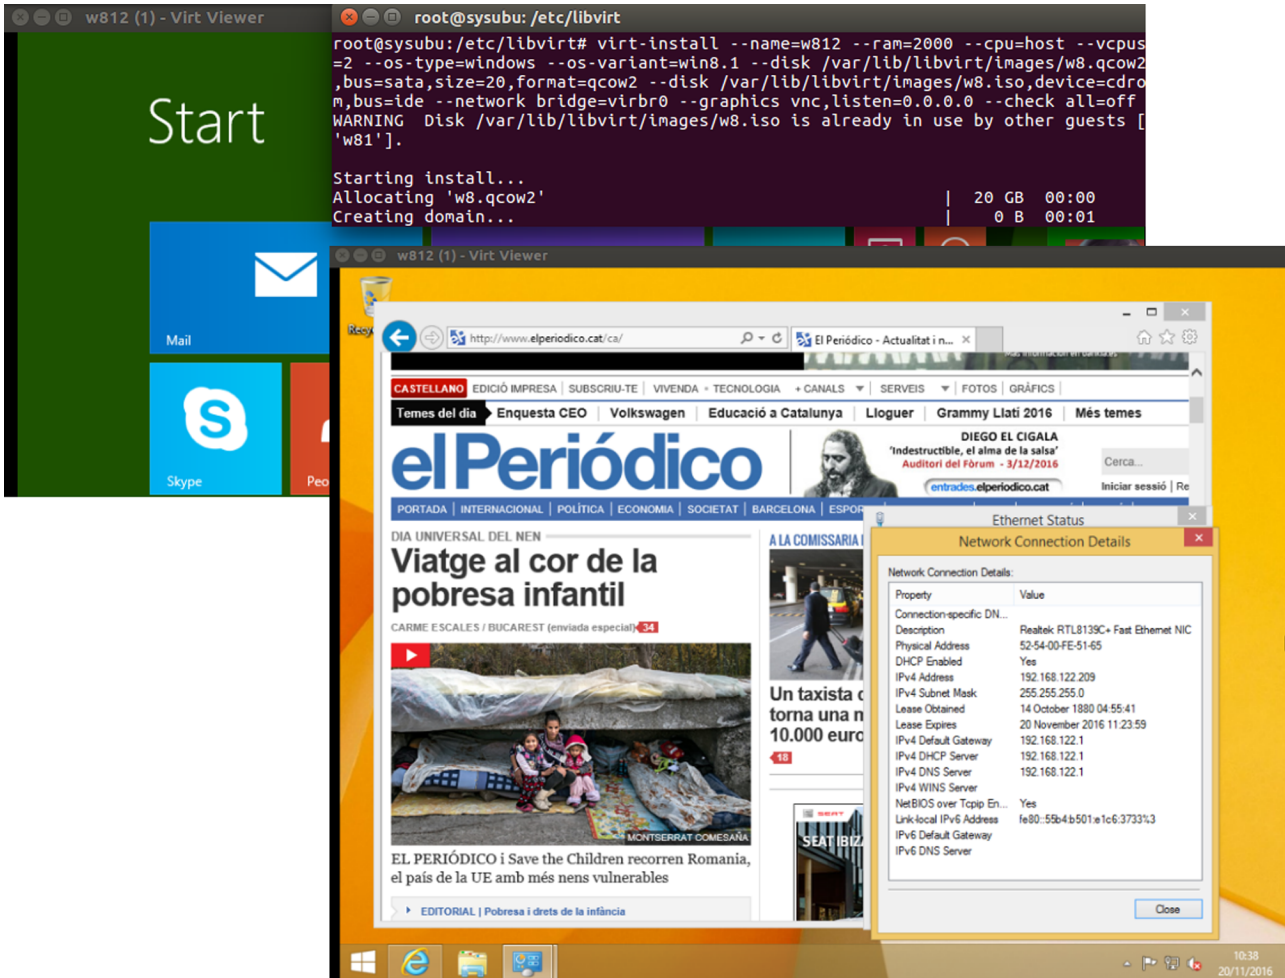 w812 (1) - Virt Viewer
root@sysubu: /etc/libvirt
root@sysubu:/etc/libvirt# virt-install --name=w812 --ram=2000 --cpu=host --vcpus
=2 --os-type=windows --os-variant=win8.1 --disk /var/lib/libvirt/images/w8.qcow2
,bus=sata,size=20,format=qcow2 --disk /var/lib/libvirt/images/w8.iso,device=cdro
m,bus=ide --network bridge=virbr0 --graphics vnc,listen=0.0.0.0 --check all=off
WARNING  Disk /var/lib/libvirt/images/w8.iso is already in use by other guests [
'w81'].
Starting install...
Allocating 'w8.qcow2' | 20 GB 00:00
Creating domain... | 0 B 00:01
Start
Mail
Skype
Peo
w812 (1) - Virt Viewer
Recy
http://www.elperiodico.cat/ca/
El Periódico - Actualitat i n...
CASTELLANO EDICIÓ IMPRESA | SUBSCRIU-TE | VIVENDA • TECNOLOGIA + CANALS ▼ | SERVEIS ▼ | FOTOS | GRÀFICS |
Temes del dia Enquesta CEO | Volkswagen | Educació a Catalunya | Lloguer | Grammy Llatí 2016 | Més temes
el Periódico
DIEGO EL CIGALA
'Indestructible, el alma de la salsa'
Auditori del Fòrum - 3/12/2016
entrades.elperiodico.cat
Cerca...
Iniciar sessió | Re
PORTADA | INTERNACIONAL | POLÍTICA | ECONOMIA | SOCIETAT | BARCELONA | ESPOR
DIA UNIVERSAL DEL NEN
Viatge al cor de la
pobresa infantil
CARME ESCALES / BUCAREST (enviada especial) 34
MONTSERRAT COMESAÑA
EL PERIÓDICO i Save the Children recorren Romania,
el país de la UE amb més nens vulnerables
EDITORIAL | Pobresa i drets de la infància
A LA COMISSARIA
Un taxista
torna una
10.000 euro
18
SEAT
SEAT IBIZ
Ethernet Status
Network Connection Details
Network Connection Details:
Property Value
Connection-specific DN...
Description Realtek RTL8139C+ Fast Ethernet NIC
Physical Address 52-54-00-FE-51-65
DHCP Enabled Yes
IPv4 Address 192.168.122.209
IPv4 Subnet Mask 255.255.255.0
Lease Obtained 14 October 1880 04:55:41
Lease Expires 20 November 2016 11:23:59
IPv4 Default Gateway 192.168.122.1
IPv4 DHCP Server 192.168.122.1
IPv4 DNS Server 192.168.122.1
IPv4 WINS Server
NetBIOS over Tcpip En... Yes
Link-local IPv6 Address fe80::55b4:b501:e1c6:3733%3
IPv6 Default Gateway
IPv6 DNS Server
Close
10:38
20/11/2016